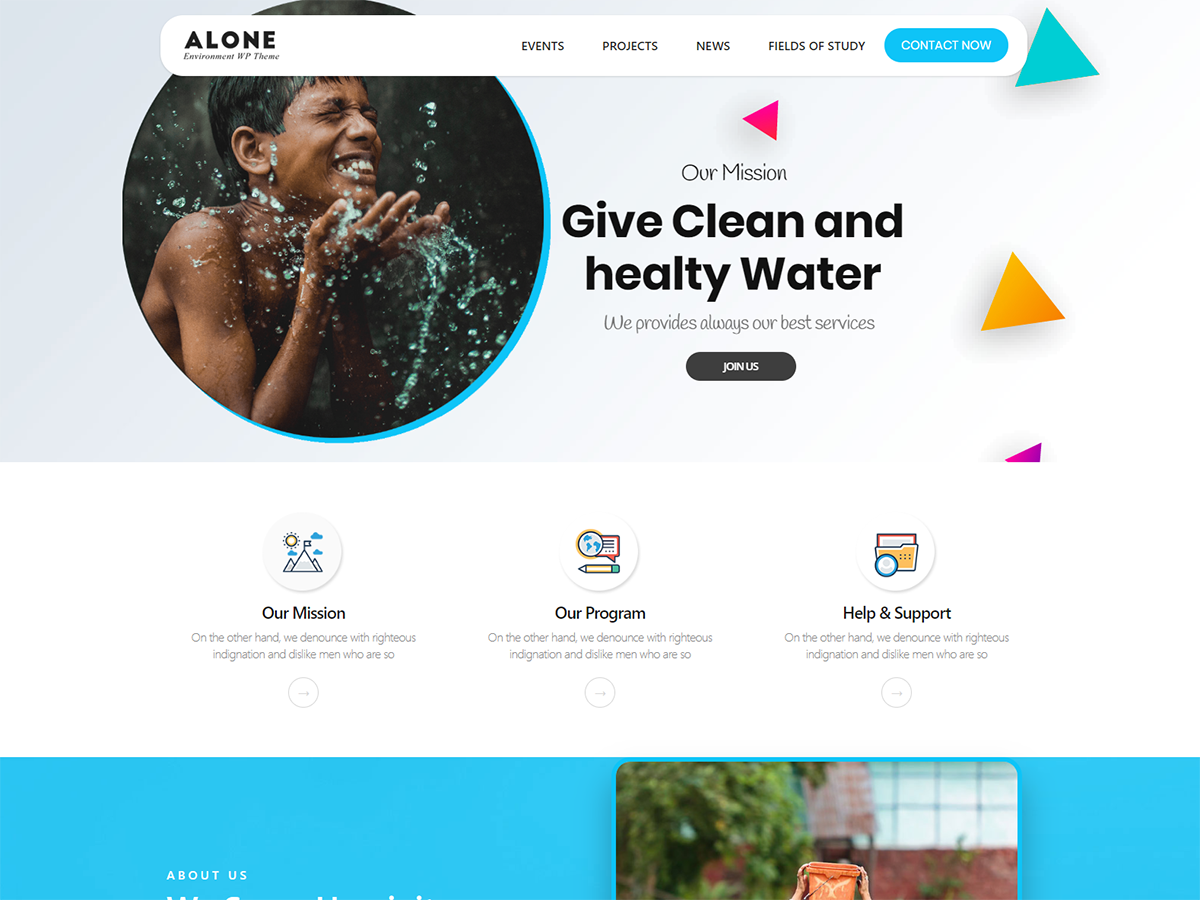 ALONE
Environment WP Theme
EVENTS PROJECTS NEWS FIELDS OF STUDY CONTACT NOW
Our Mission
Give Clean and
healty Water
We provides always our best services
JOIN US
Our Mission
On the other hand, we denounce with righteous
indignation and dislike men who are so
Our Program
On the other hand, we denounce with righteous
indignation and dislike men who are so
Help & Support
On the other hand, we denounce with righteous
indignation and dislike men who are so
ABOUT US